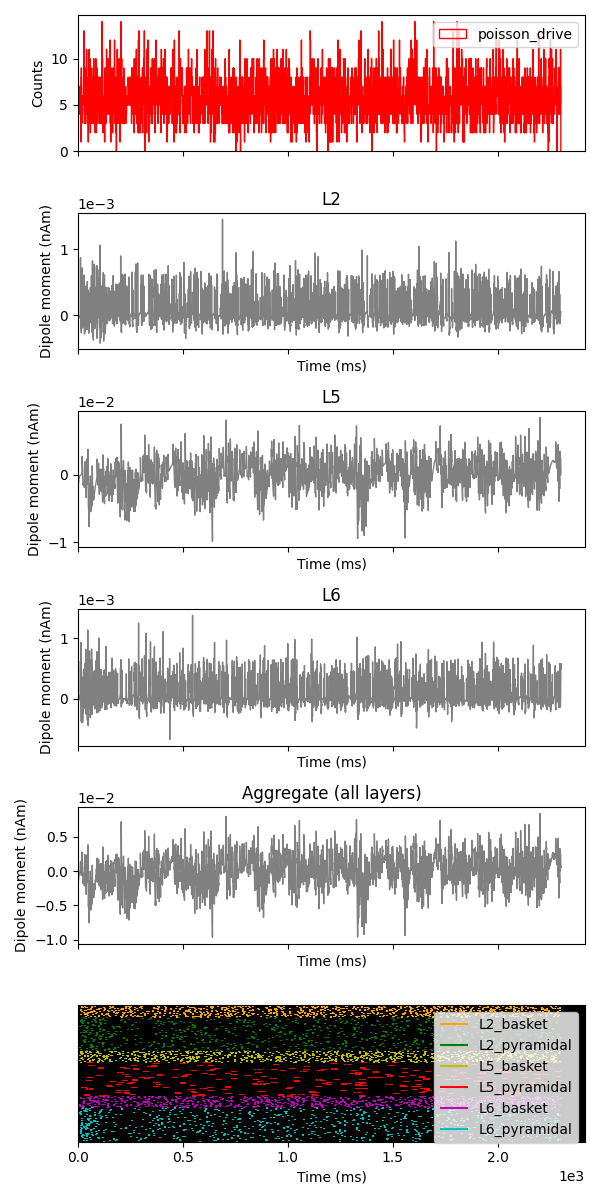 poisson_drive
10
5
0
Counts
L2
1e−3
1
0
Dipole moment (nAm)
Time (ms)
L5
1e−2
0
−1
Dipole moment (nAm)
Time (ms)
L6
1e−3
1
0
Dipole moment (nAm)
Time (ms)
Aggregate (all layers)
1e−2
0.5
0.0
−0.5
−1.0
Dipole moment (nAm)
Time (ms)
L2_basket
L2_pyramidal
L5_basket
L5_pyramidal
L6_basket
L6_pyramidal
0.0 0.5 1.0 1.5 2.0
Time (ms)
1e3